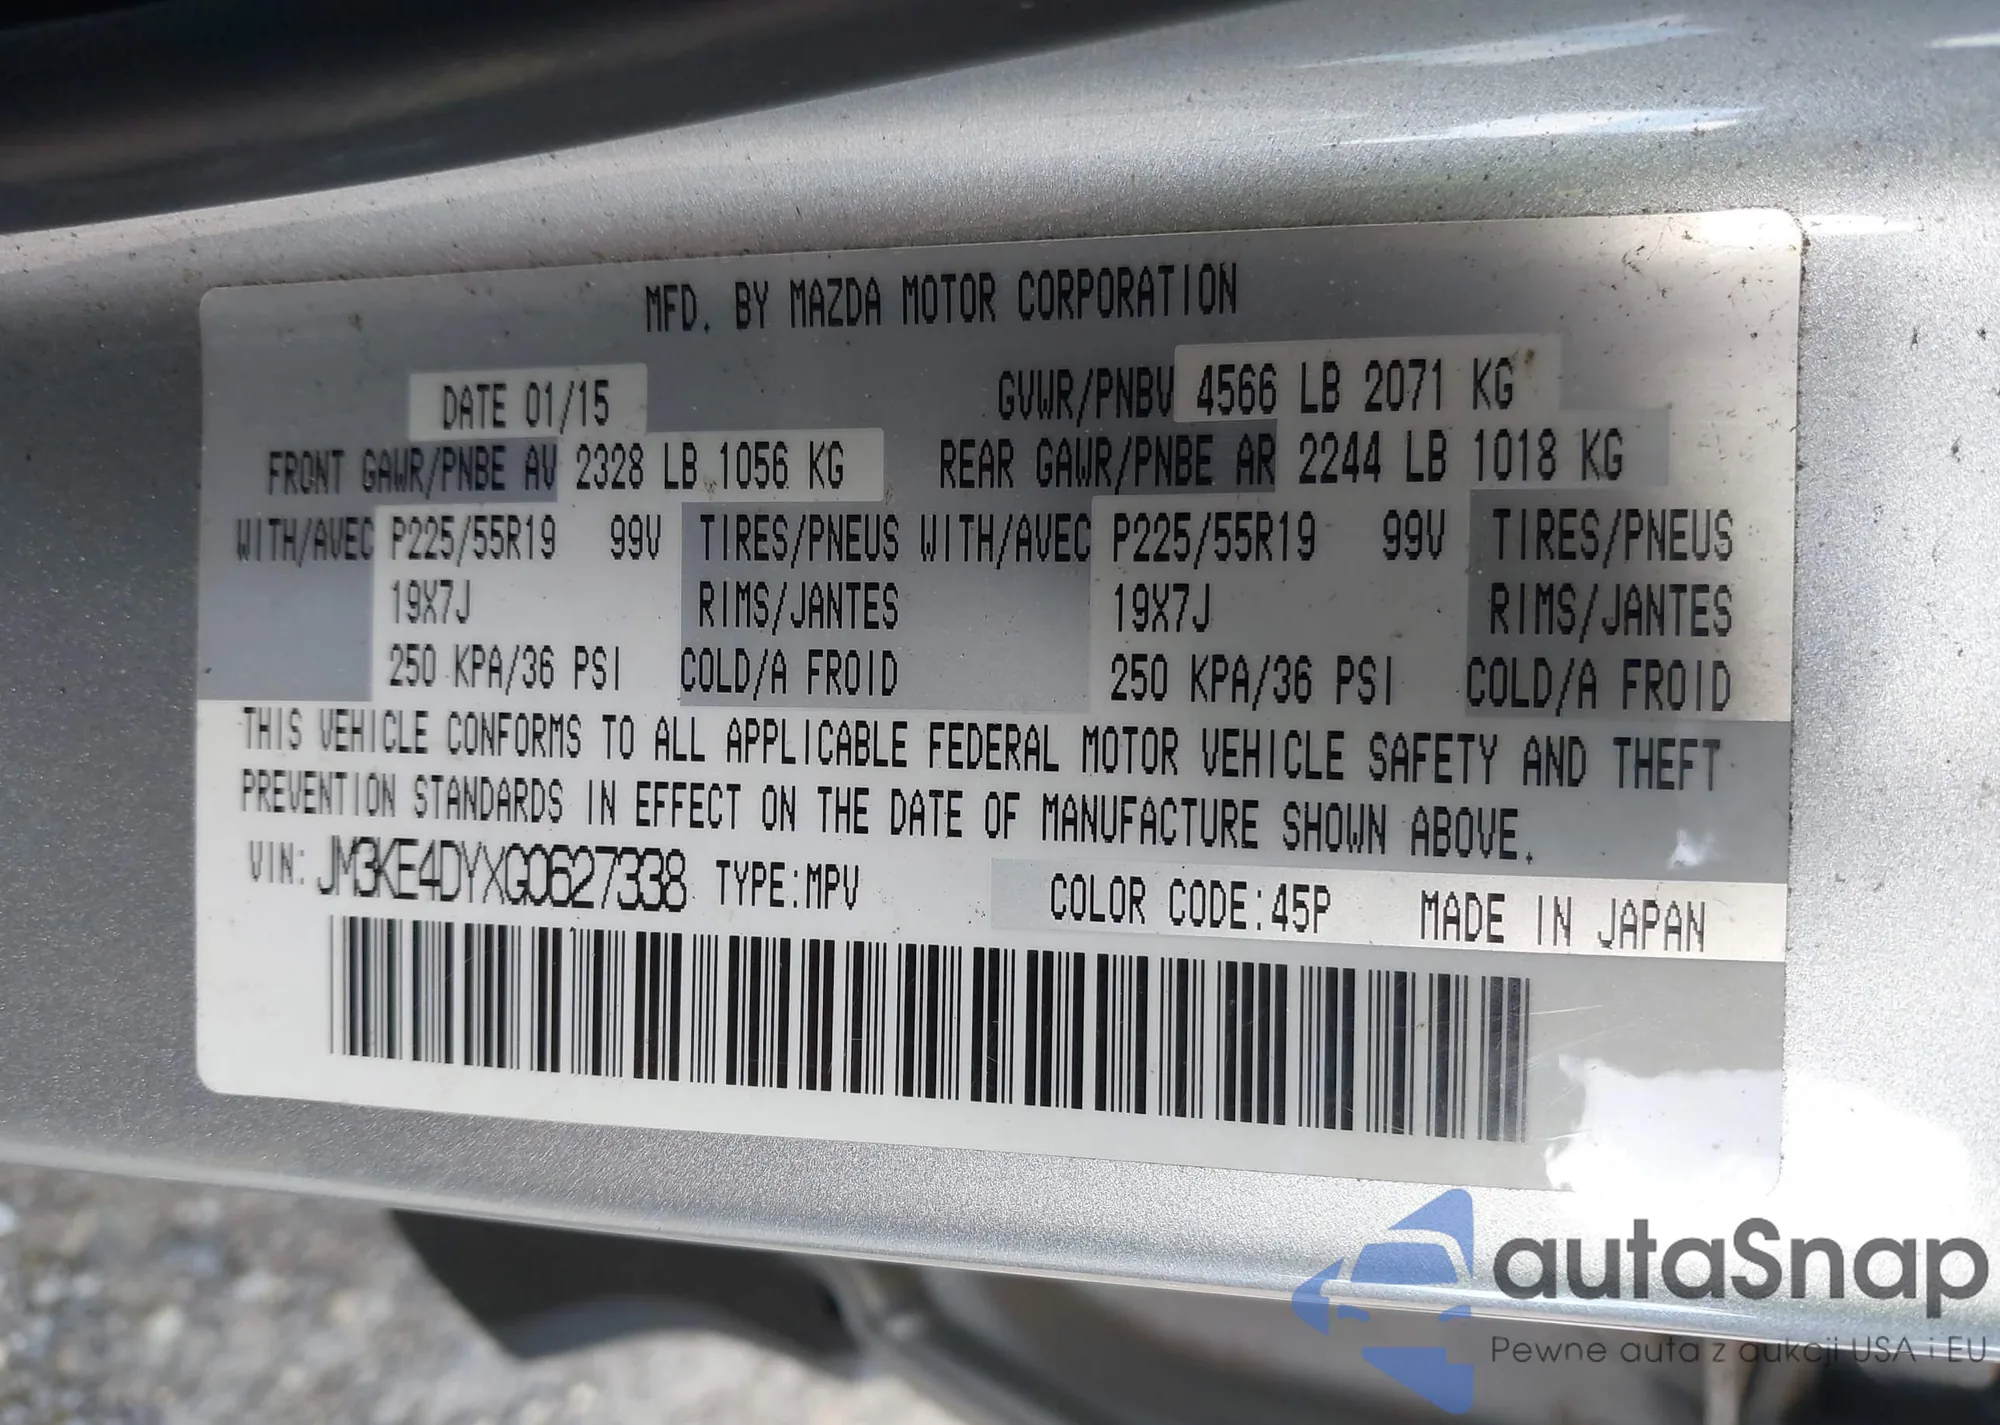 MFD. BY MAZDA MOTOR CORPORATION
DATE 01/15 GVWR/PNBV 4566 LB 2071 KG
FRONT GAWR/PNBE AV 2328 LB 1056 KG REAR GAWR/PNBE AR 2244 LB 1018 KG
WITH/AVEC P225/55R19 99V TIRES/PNEUS WITH/AVEC P225/55R19 99V TIRES/PNEUS
19X7J RIMS/JANTES 19X7J RIMS/JANTES
250 KPA/36 PSI COLD/A FROID 250 KPA/36 PSI COLD/A FROID
THIS VEHICLE CONFORMS TO ALL APPLICABLE FEDERAL MOTOR VEHICLE SAFETY AND THEFT
PREVENTION STANDARDS IN EFFECT ON THE DATE OF MANUFACTURE SHOWN ABOVE.
VIN: JM3KE4DYXG0627338 TYPE:MPV COLOR CODE:45P MADE IN JAPAN
autaSnap
Pewne auta z aukcji USA i EU